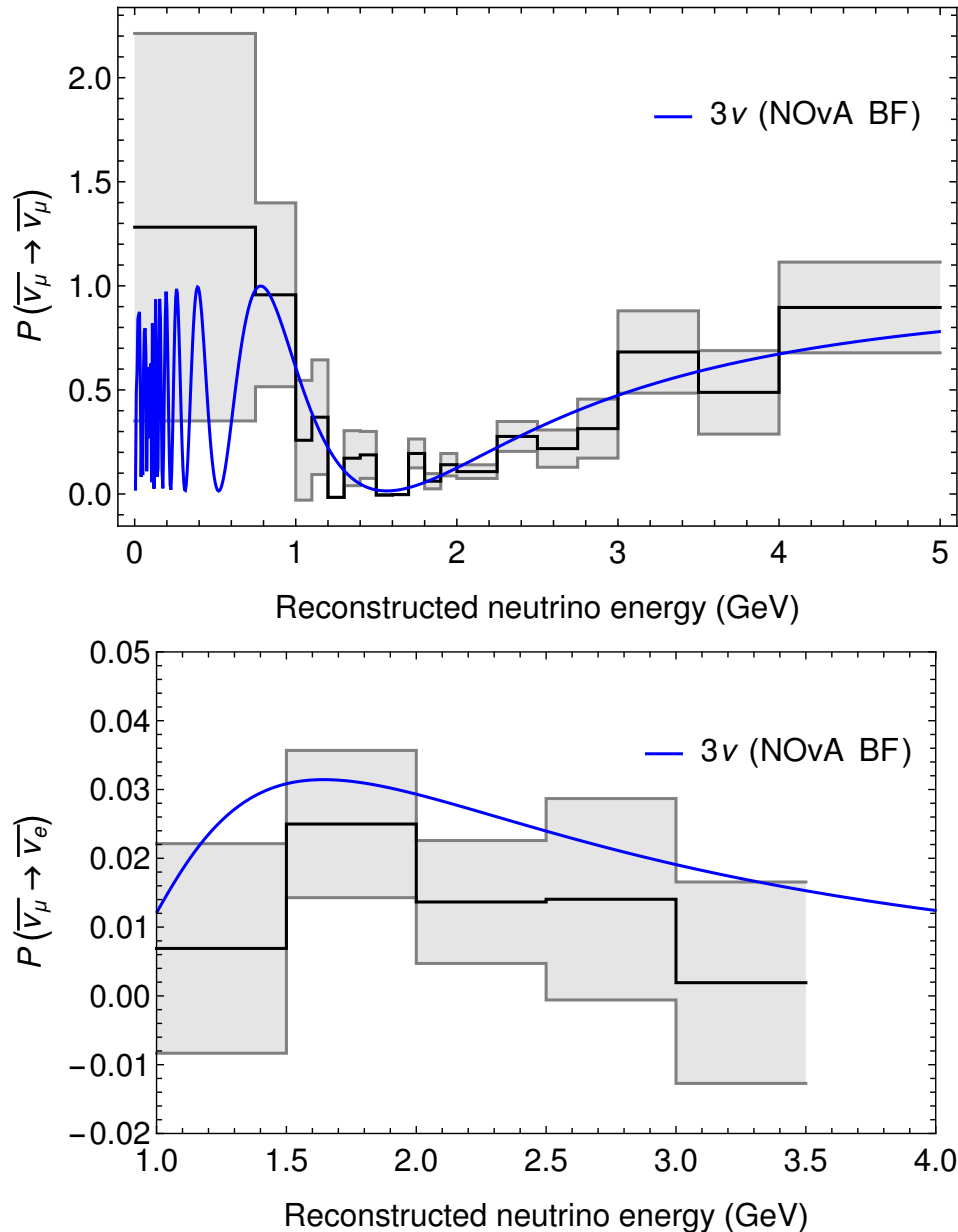 2.0
1.5
1.0
0.5
0.0
P(ν̅μ → ν̅μ)
3ν (NOνA BF)
0 1 2 3 4 5
Reconstructed neutrino energy (GeV)
0.05
0.04
0.03
0.02
0.01
0.00
−0.01
−0.02
P(ν̅μ → ν̅e)
3ν (NOνA BF)
1.0 1.5 2.0 2.5 3.0 3.5 4.0
Reconstructed neutrino energy (GeV)